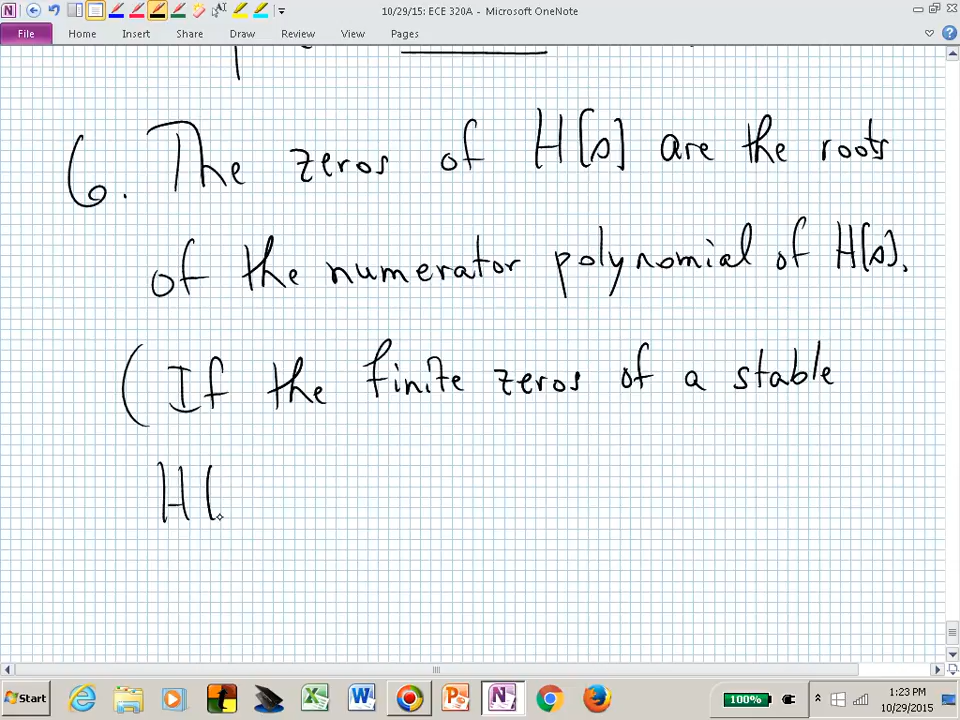 10/29/15: ECE 320A - Microsoft OneNote
File Home Insert Share Draw Review View Pages
6. The zeros of H[s] are the roots
of the numerator polynomial of H[s].
(If the finite zeros of a stable
H[
Start
100%
1:23 PM
10/29/2015